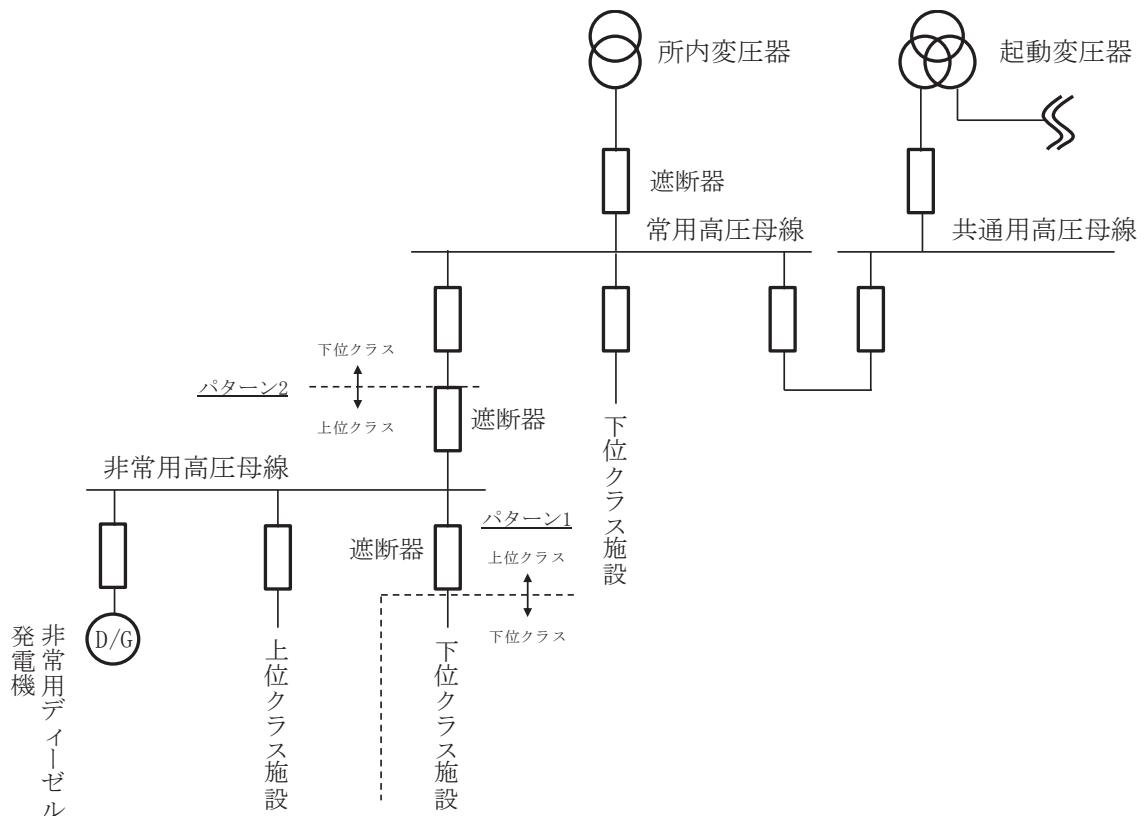 所内変圧器
起動変圧器
遮断器
常用高圧母線
共通用高圧母線
下位クラス
パターン2
上位クラス
遮断器
下位クラス施設
非常用高圧母線
パターン1
遮断器
上位クラス
下位クラス
D/G
非常用ディーゼル
発電機
上位クラス施設
下位クラス施設